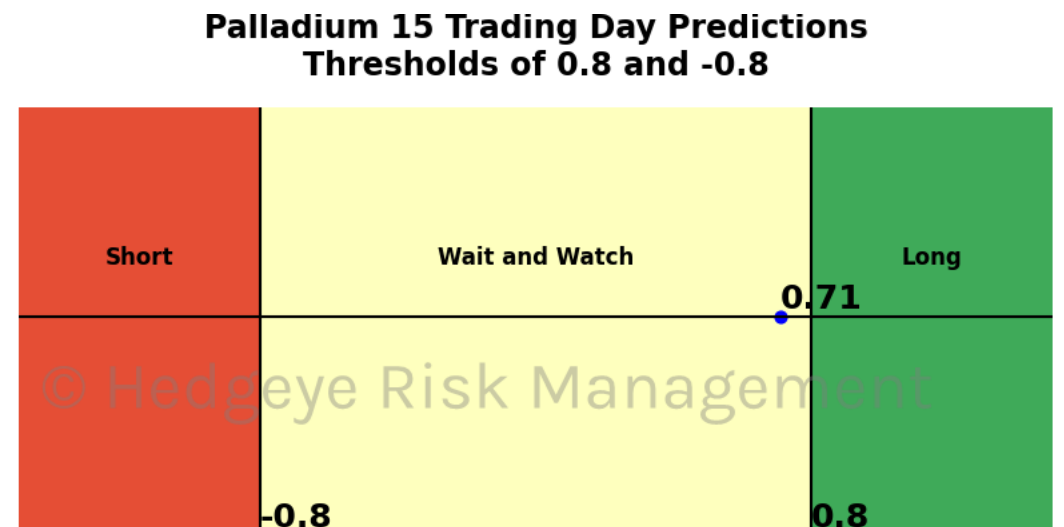 Palladium 15 Trading Day Predictions
Thresholds of 0.8 and -0.8
Short
Wait and Watch
Long
0.71
© Hedgeye Risk Management
-0.8
0.8